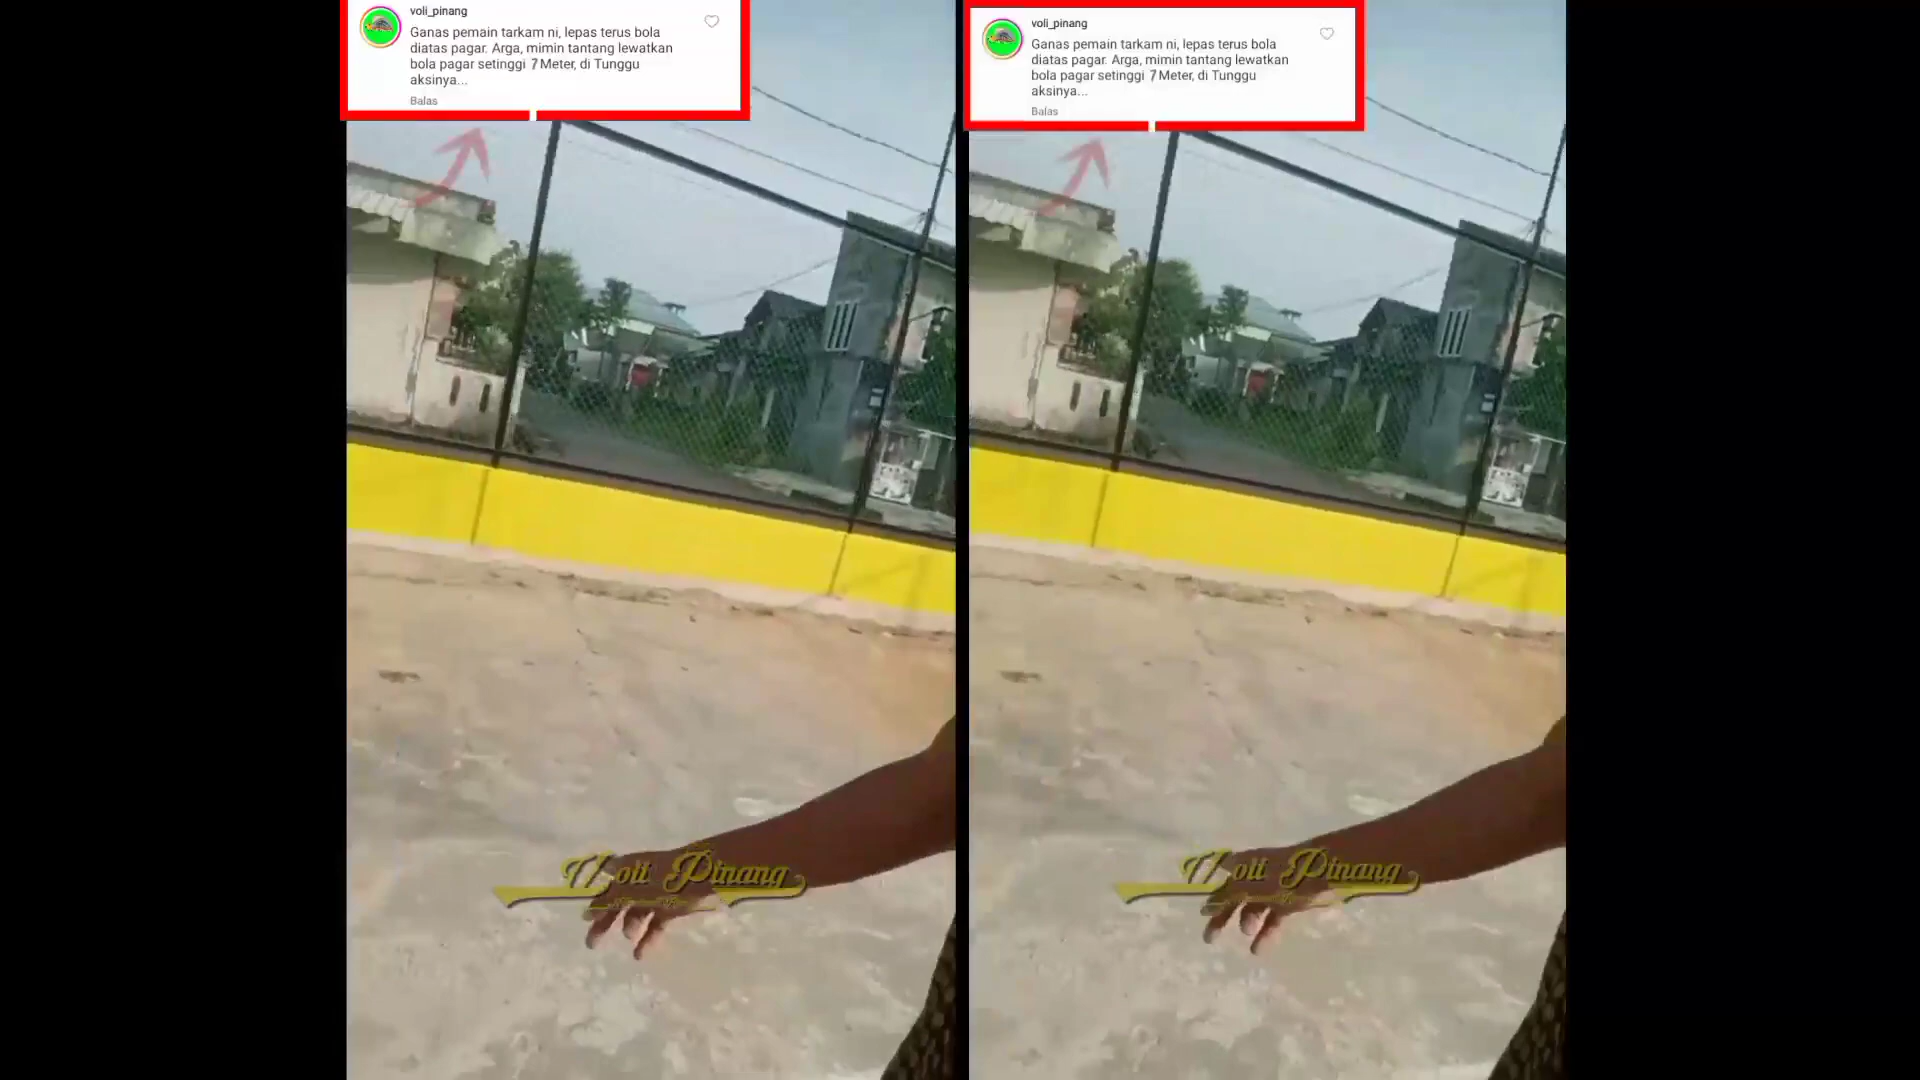 voli_pinang
Ganas pemain tarkam ni, lepas terus bola
diatas pagar. Arga, mimin tantang lewatkan
bola pagar setinggi 7 Meter, di Tunggu
aksinya...
Balas
Voli Pinang
voli_pinang
Ganas pemain tarkam ni, lepas terus bola
diatas pagar. Arga, mimin tantang lewatkan
bola pagar setinggi 7 Meter, di Tunggu
aksinya...
Balas
Voli Pinang